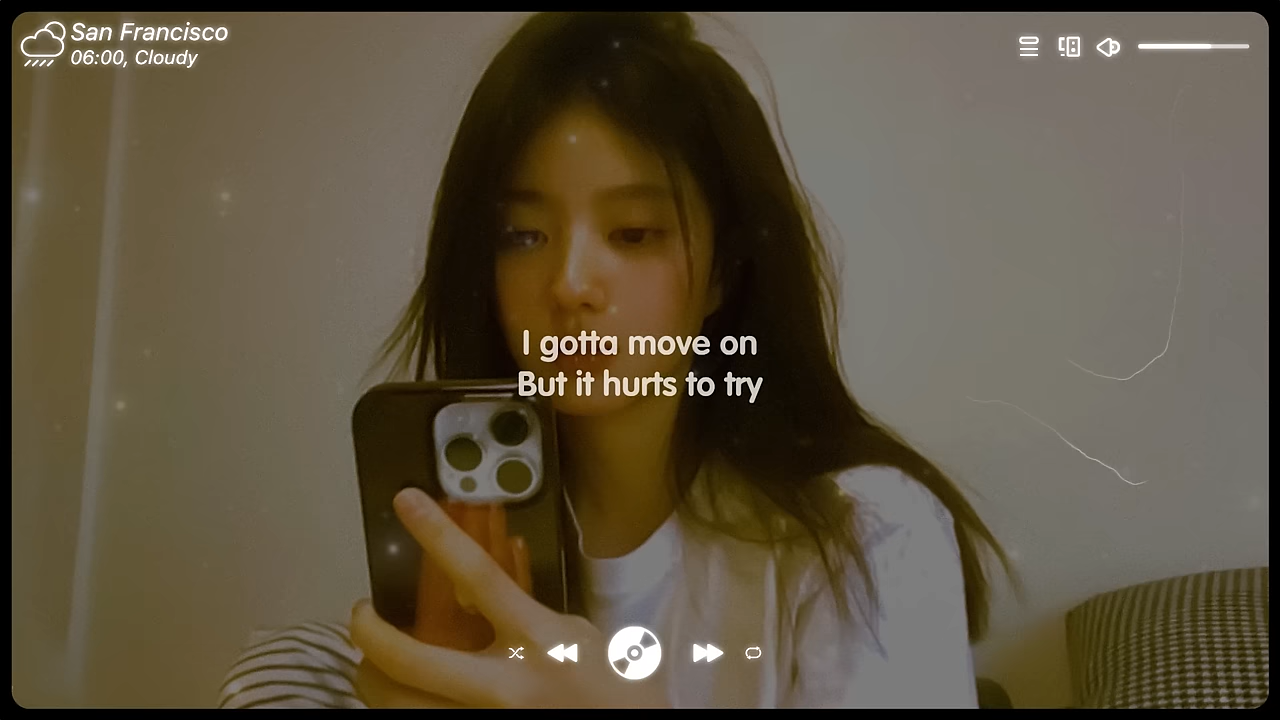 San Francisco
06:00, Cloudy
I gotta move on
But it hurts to try